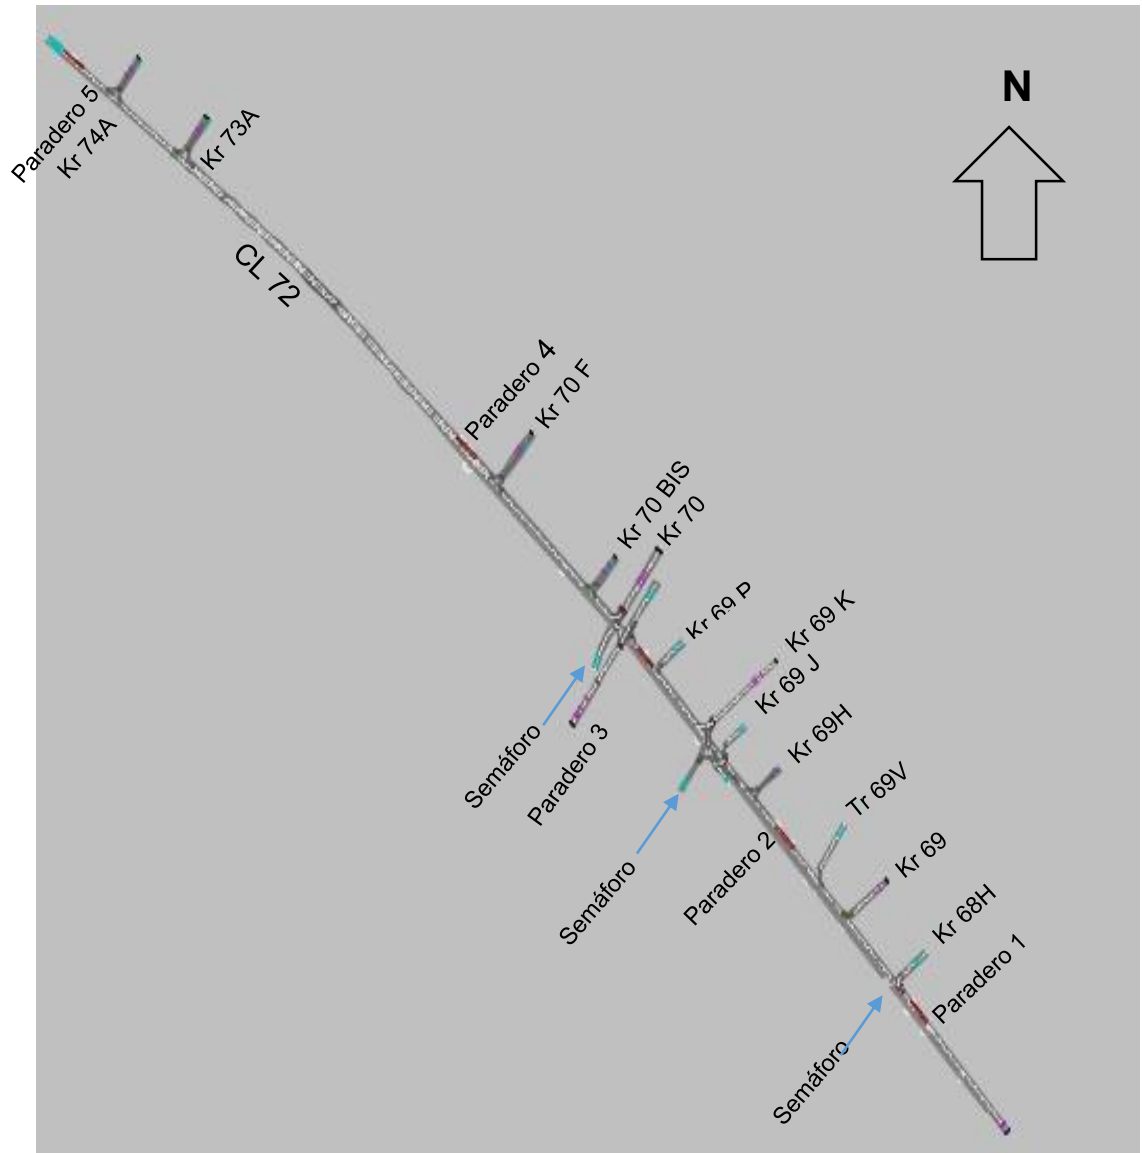 N
Paradero 5
Kr 74A
Kr 73A
CL 72
Paradero 4
Kr 70 F
Kr 70 BIS
Kr 70
Kr 69 P
Kr 69 K
Kr 69 J
Kr 69H
Semáforo
Paradero 3
Tr 69V
Semáforo
Paradero 2
Kr 69
Kr 68H
Paradero 1
Semáforo